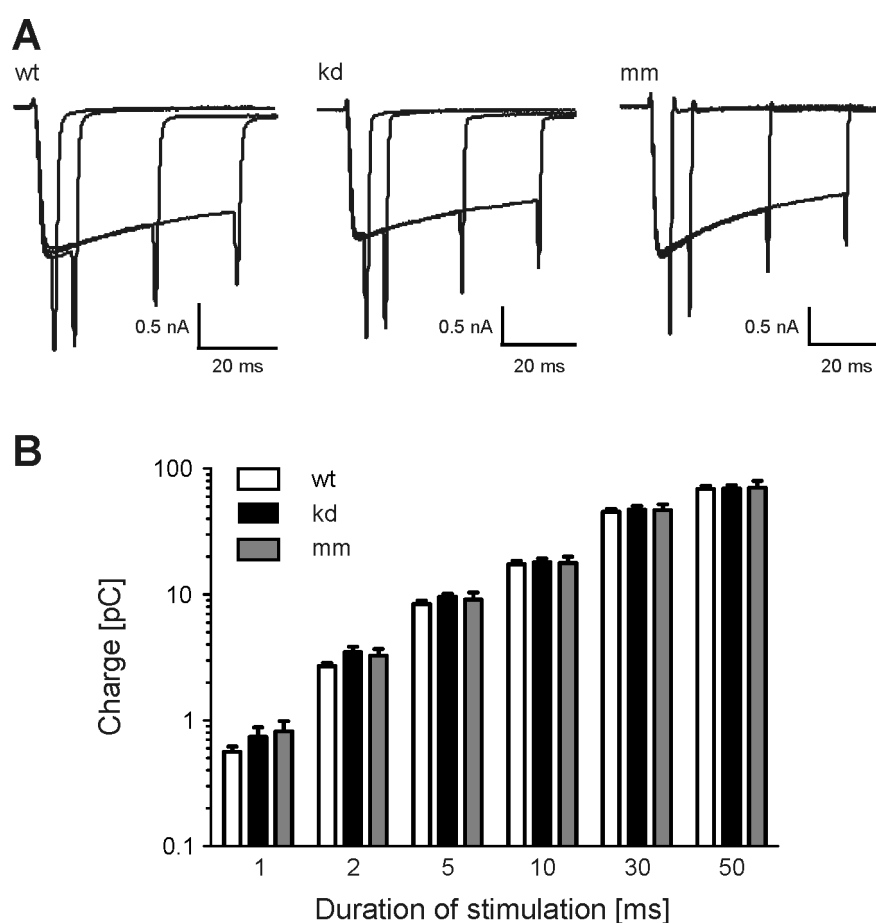 A
wt
kd
mm
0.5 nA
20 ms
0.5 nA
20 ms
0.5 nA
20 ms
B
100
10
1
0.1
Charge [pC]
wt
kd
mm
1 2 5 10 30 50
Duration of stimulation [ms]